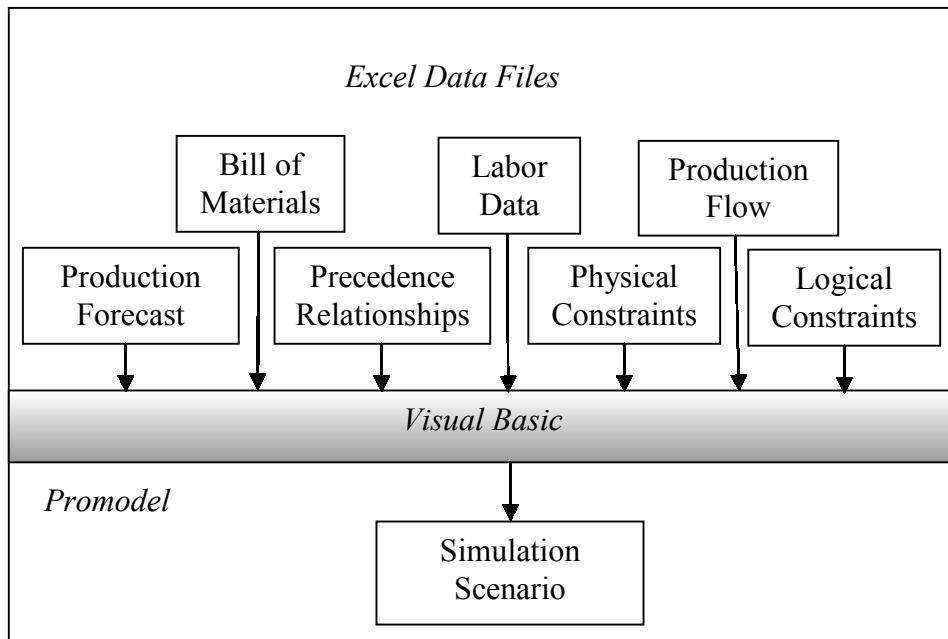 Excel Data Files
Bill of
Materials
Labor
Data
Production
Flow
Production
Forecast
Precedence
Relationships
Physical
Constraints
Logical
Constraints
Visual Basic
Promodel
Simulation
Scenario